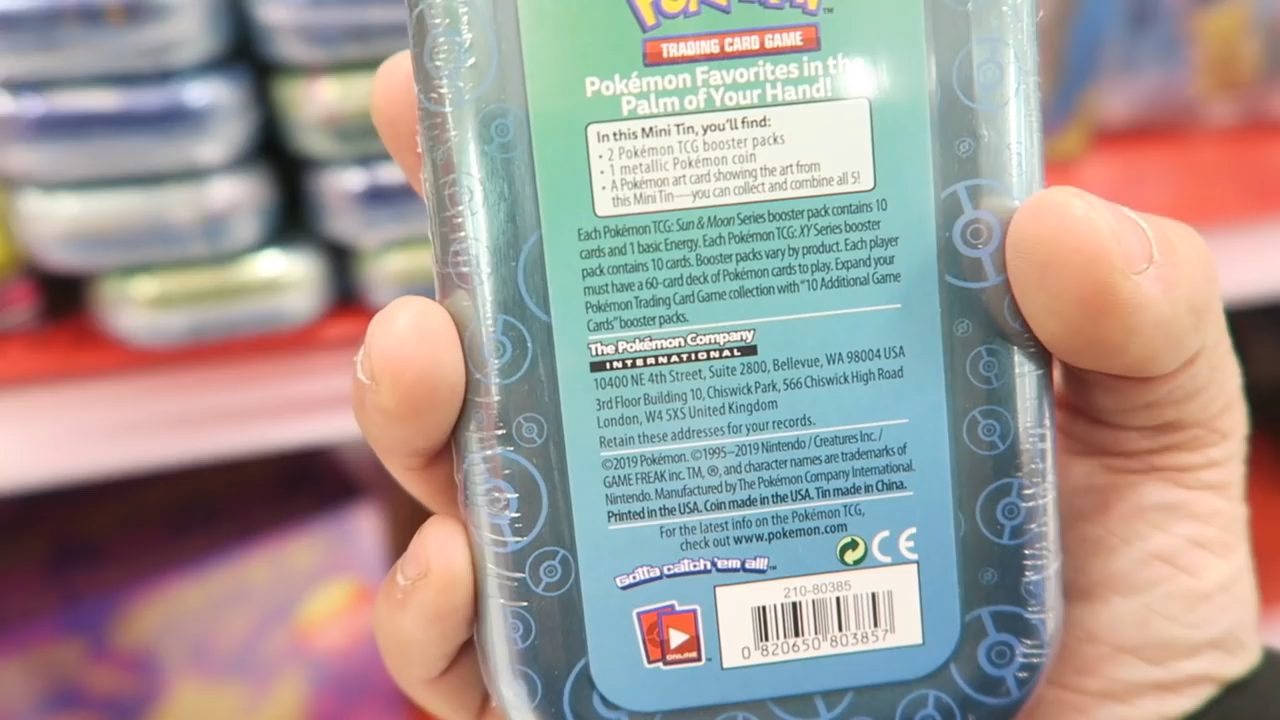 POKÉMON™
TRADING CARD GAME
Pokémon Favorites in the
Palm of Your Hand!
In this Mini Tin, you'll find:
• 2 Pokémon TCG booster packs
• 1 metallic Pokémon coin
• A Pokémon art card showing the art from
this Mini Tin—you can collect and combine all 5!
Each Pokémon TCG: Sun & Moon Series booster pack contains 10
cards and 1 basic Energy. Each Pokémon TCG: XY Series booster
pack contains 10 cards. Booster packs vary by product. Each player
must have a 60-card deck of Pokémon cards to play. Expand your
Pokémon Trading Card Game collection with "10 Additional Game
Cards" booster packs.
The Pokémon Company
INTERNATIONAL
10400 NE 4th Street, Suite 2800, Bellevue, WA 98004 USA
3rd Floor Building 10, Chiswick Park, 566 Chiswick High Road
London, W4 5XS United Kingdom
Retain these addresses for your records.
©2019 Pokémon. ©1995–2019 Nintendo / Creatures Inc. /
GAME FREAK inc. TM, ®, and character names are trademarks of
Nintendo. Manufactured by The Pokémon Company International.
Printed in the USA. Coin made in the USA. Tin made in China.
For the latest info on the Pokémon TCG,
check out www.pokemon.com
CE
Gotta catch 'em all!™
210-80385
0 820650 803857
ONLINE™